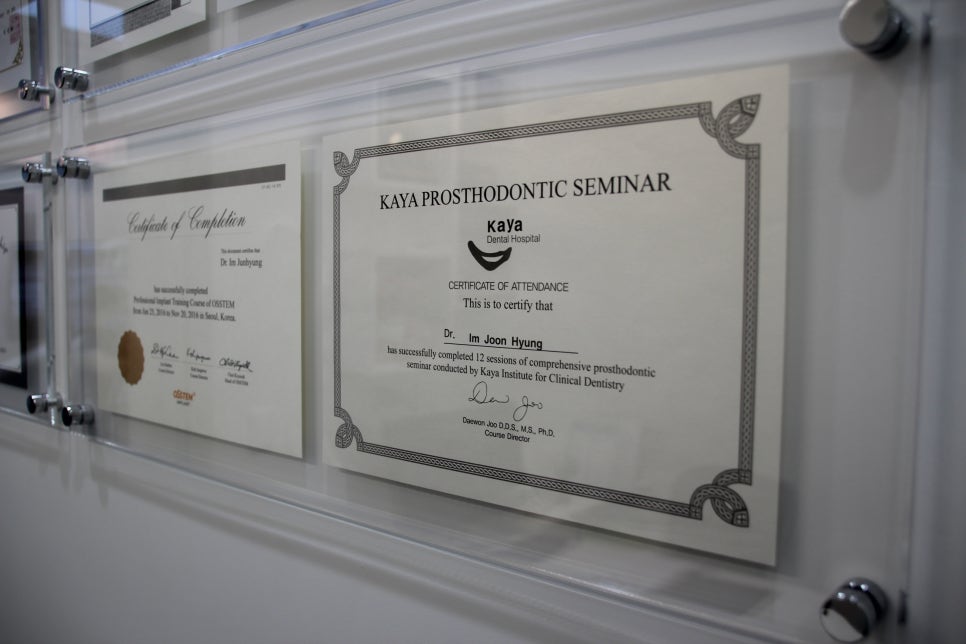 Certificate of Completion
This document certifies that
Dr. Im Junhyung
has successfully completed
Professional Implant Training Course of OSSTEM
from Jan 23, 2016 to Nov 20, 2016 in Seoul, Korea.
OSSTEM
IMPLANT
KAYA PROSTHODONTIC SEMINAR
Kaya
Dental Hospital
CERTIFICATE OF ATTENDANCE
This is to certify that
Dr. Im Joon Hyung
has successfully completed 12 sessions of comprehensive prosthodontic
seminar conducted by Kaya Institute for Clinical Dentistry
Daewon Joo D.D.S., M.S., Ph.D.
Course Director